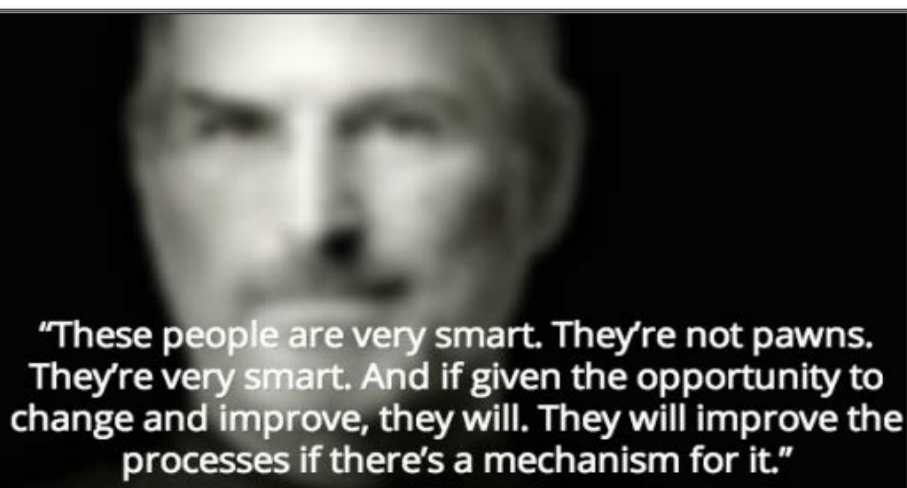 “These people are very smart. They’re not pawns.
They’re very smart. And if given the opportunity to
change and improve, they will. They will improve the
processes if there’s a mechanism for it.”